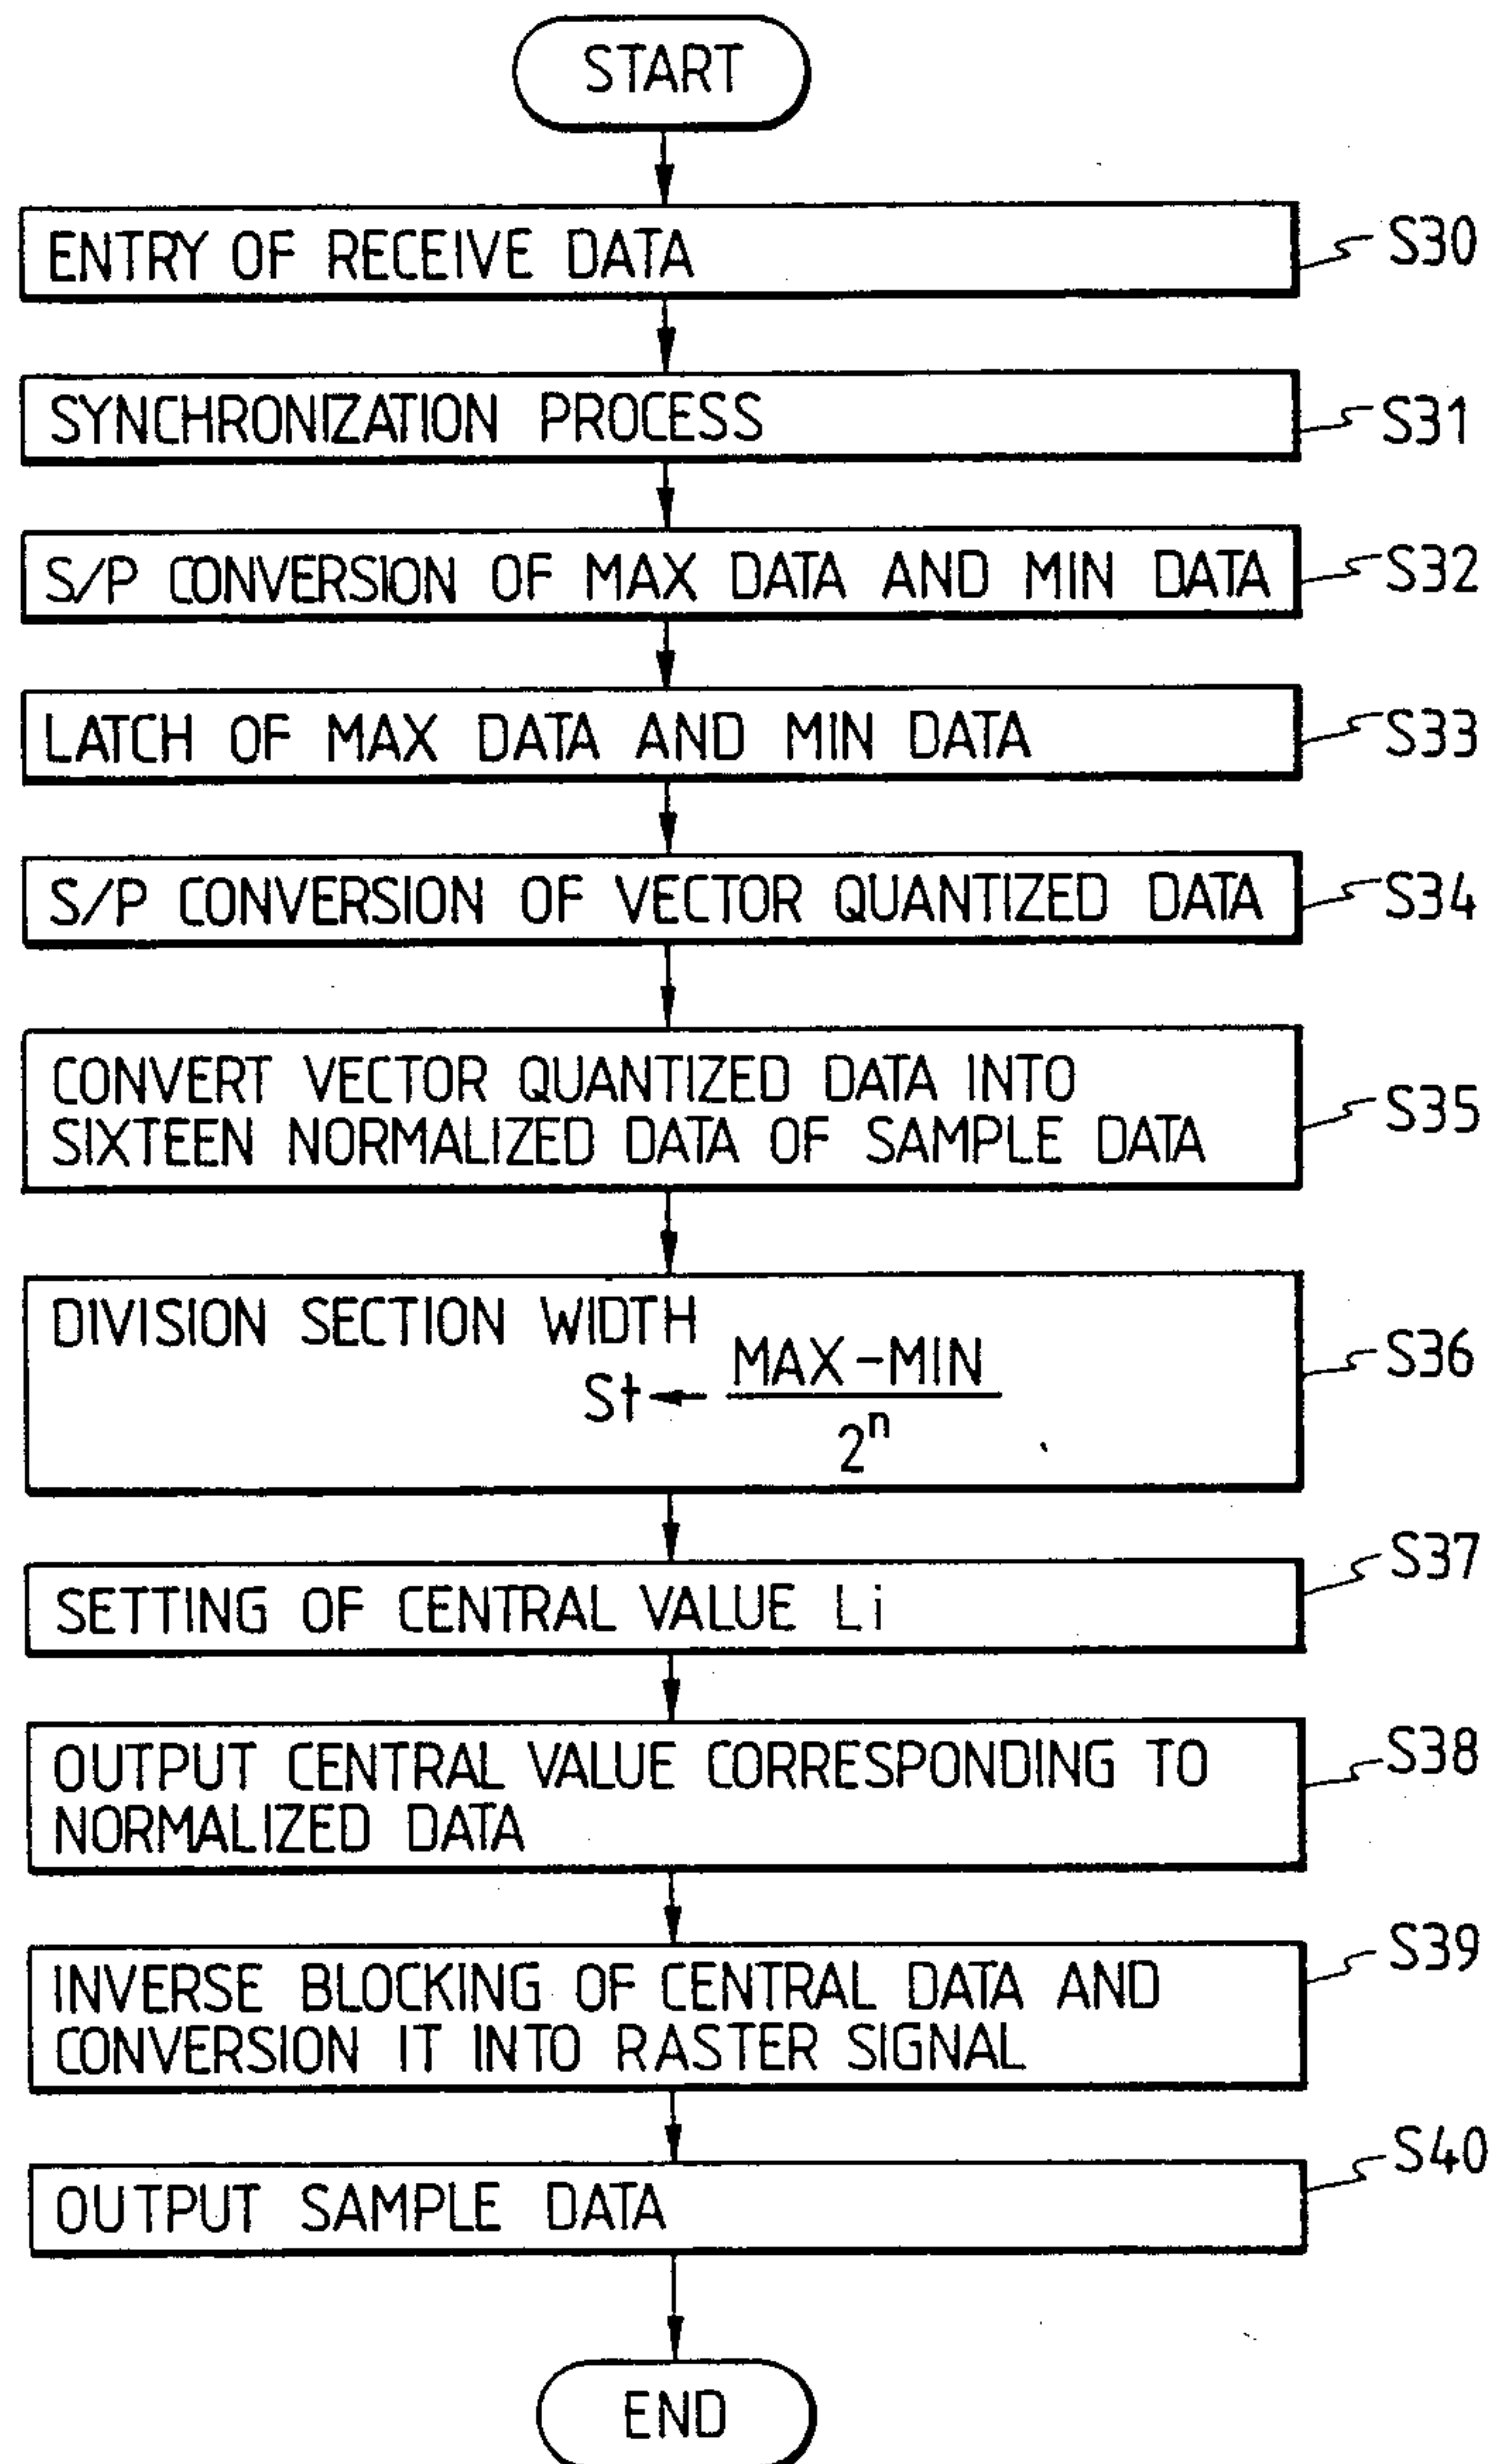 START
ENTRY OF RECEIVE DATA
S30
SYNCHRONIZATION PROCESS
S31
S/P CONVERSION OF MAX DATA AND MIN DATA
S32
LATCH OF MAX DATA AND MIN DATA
S33
S/P CONVERSION OF VECTOR QUANTIZED DATA
S34
CONVERT VECTOR QUANTIZED DATA INTO
SIXTEEN NORMALIZED DATA OF SAMPLE DATA
S35
DIVISION SECTION WIDTH
St ← MAX-MIN
2ⁿ
S36
SETTING OF CENTRAL VALUE Li
S37
OUTPUT CENTRAL VALUE CORRESPONDING TO
NORMALIZED DATA
S38
INVERSE BLOCKING OF CENTRAL DATA AND
CONVERSION IT INTO RASTER SIGNAL
S39
OUTPUT SAMPLE DATA
S40
END